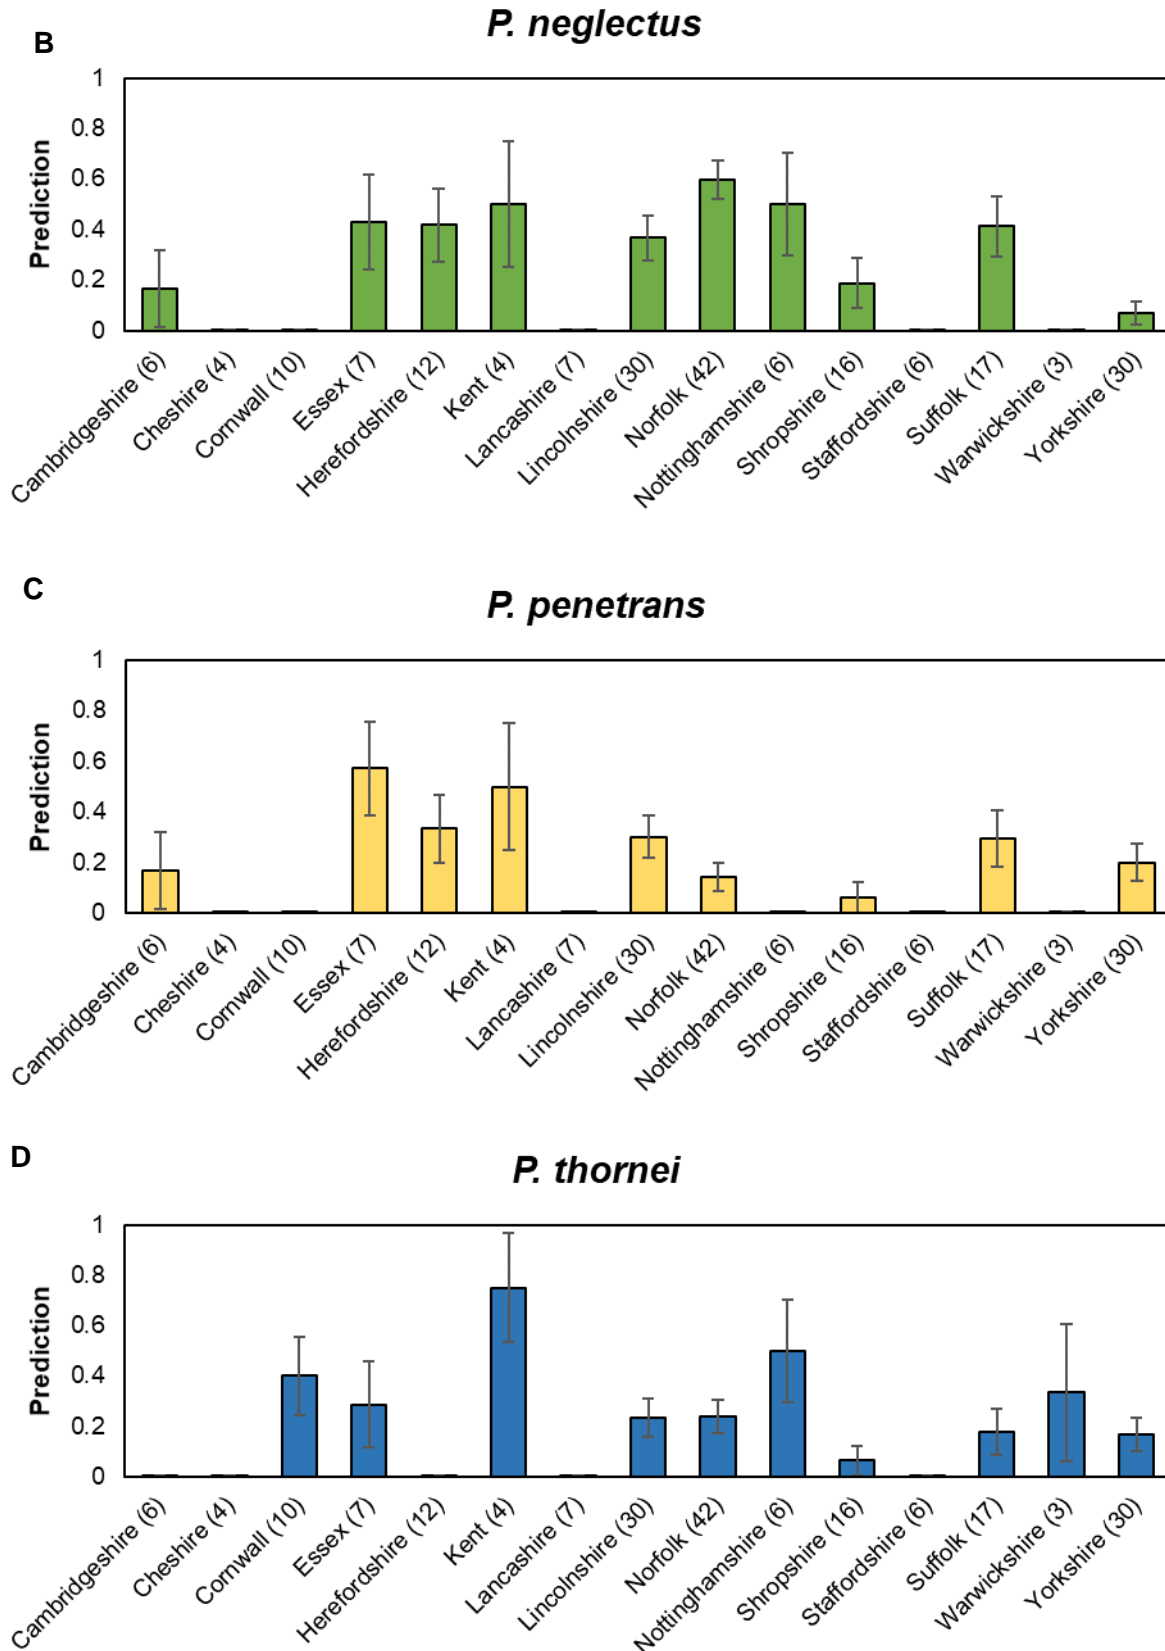 B
P. neglectus
Prediction
1
0.8
0.6
0.4
0.2
0
Cambridgeshire (6)
Cheshire (4)
Cornwall (10)
Essex (7)
Herefordshire (12)
Kent (4)
Lancashire (7)
Lincolnshire (30)
Norfolk (42)
Nottinghamshire (6)
Shropshire (16)
Staffordshire (6)
Suffolk (17)
Warwickshire (3)
Yorkshire (30)
C
P. penetrans
Prediction
1
0.8
0.6
0.4
0.2
0
Cambridgeshire (6)
Cheshire (4)
Cornwall (10)
Essex (7)
Herefordshire (12)
Kent (4)
Lancashire (7)
Lincolnshire (30)
Norfolk (42)
Nottinghamshire (6)
Shropshire (16)
Staffordshire (6)
Suffolk (17)
Warwickshire (3)
Yorkshire (30)
D
P. thornei
Prediction
1
0.8
0.6
0.4
0.2
0
Cambridgeshire (6)
Cheshire (4)
Cornwall (10)
Essex (7)
Herefordshire (12)
Kent (4)
Lancashire (7)
Lincolnshire (30)
Norfolk (42)
Nottinghamshire (6)
Shropshire (16)
Staffordshire (6)
Suffolk (17)
Warwickshire (3)
Yorkshire (30)